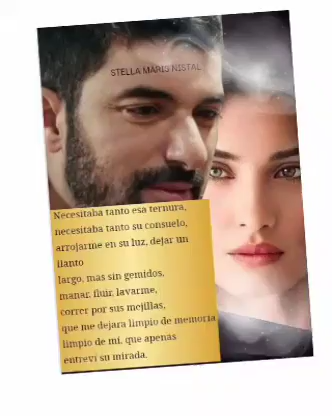 STELLA MARIS NISTAL
Necesitaba tanto esa ternura,
necesitaba tanto su consuelo,
arrojarme en su luz, dejar un
llanto
largo, mas sin gemidos,
manar, fluir, lavarme,
correr por sus mejillas,
que me dejara limpio de memoria
limpio de mí, que apenas
entreví su mirada.